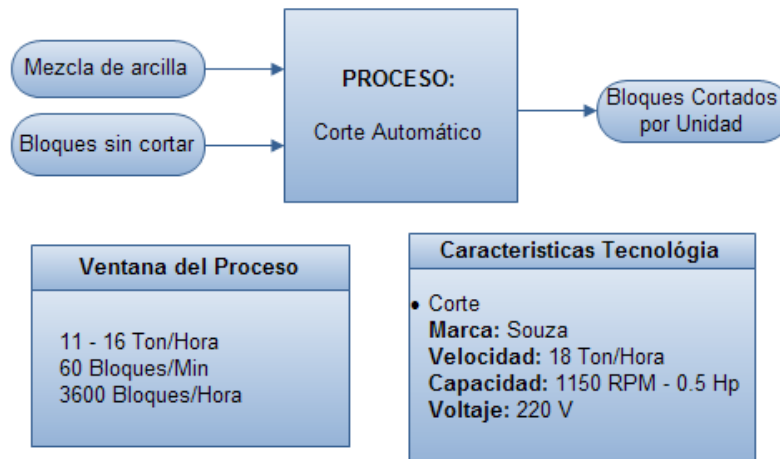 Mezcla de arcilla
Bloques sin cortar
PROCESO:
Corte Automático
Bloques Cortados
por Unidad
Ventana del Proceso
11 - 16 Ton/Hora
60 Bloques/Min
3600 Bloques/Hora
Caracteristicas Tecnológia
• Corte
Marca: Souza
Velocidad: 18 Ton/Hora
Capacidad: 1150 RPM - 0.5 Hp
Voltaje: 220 V